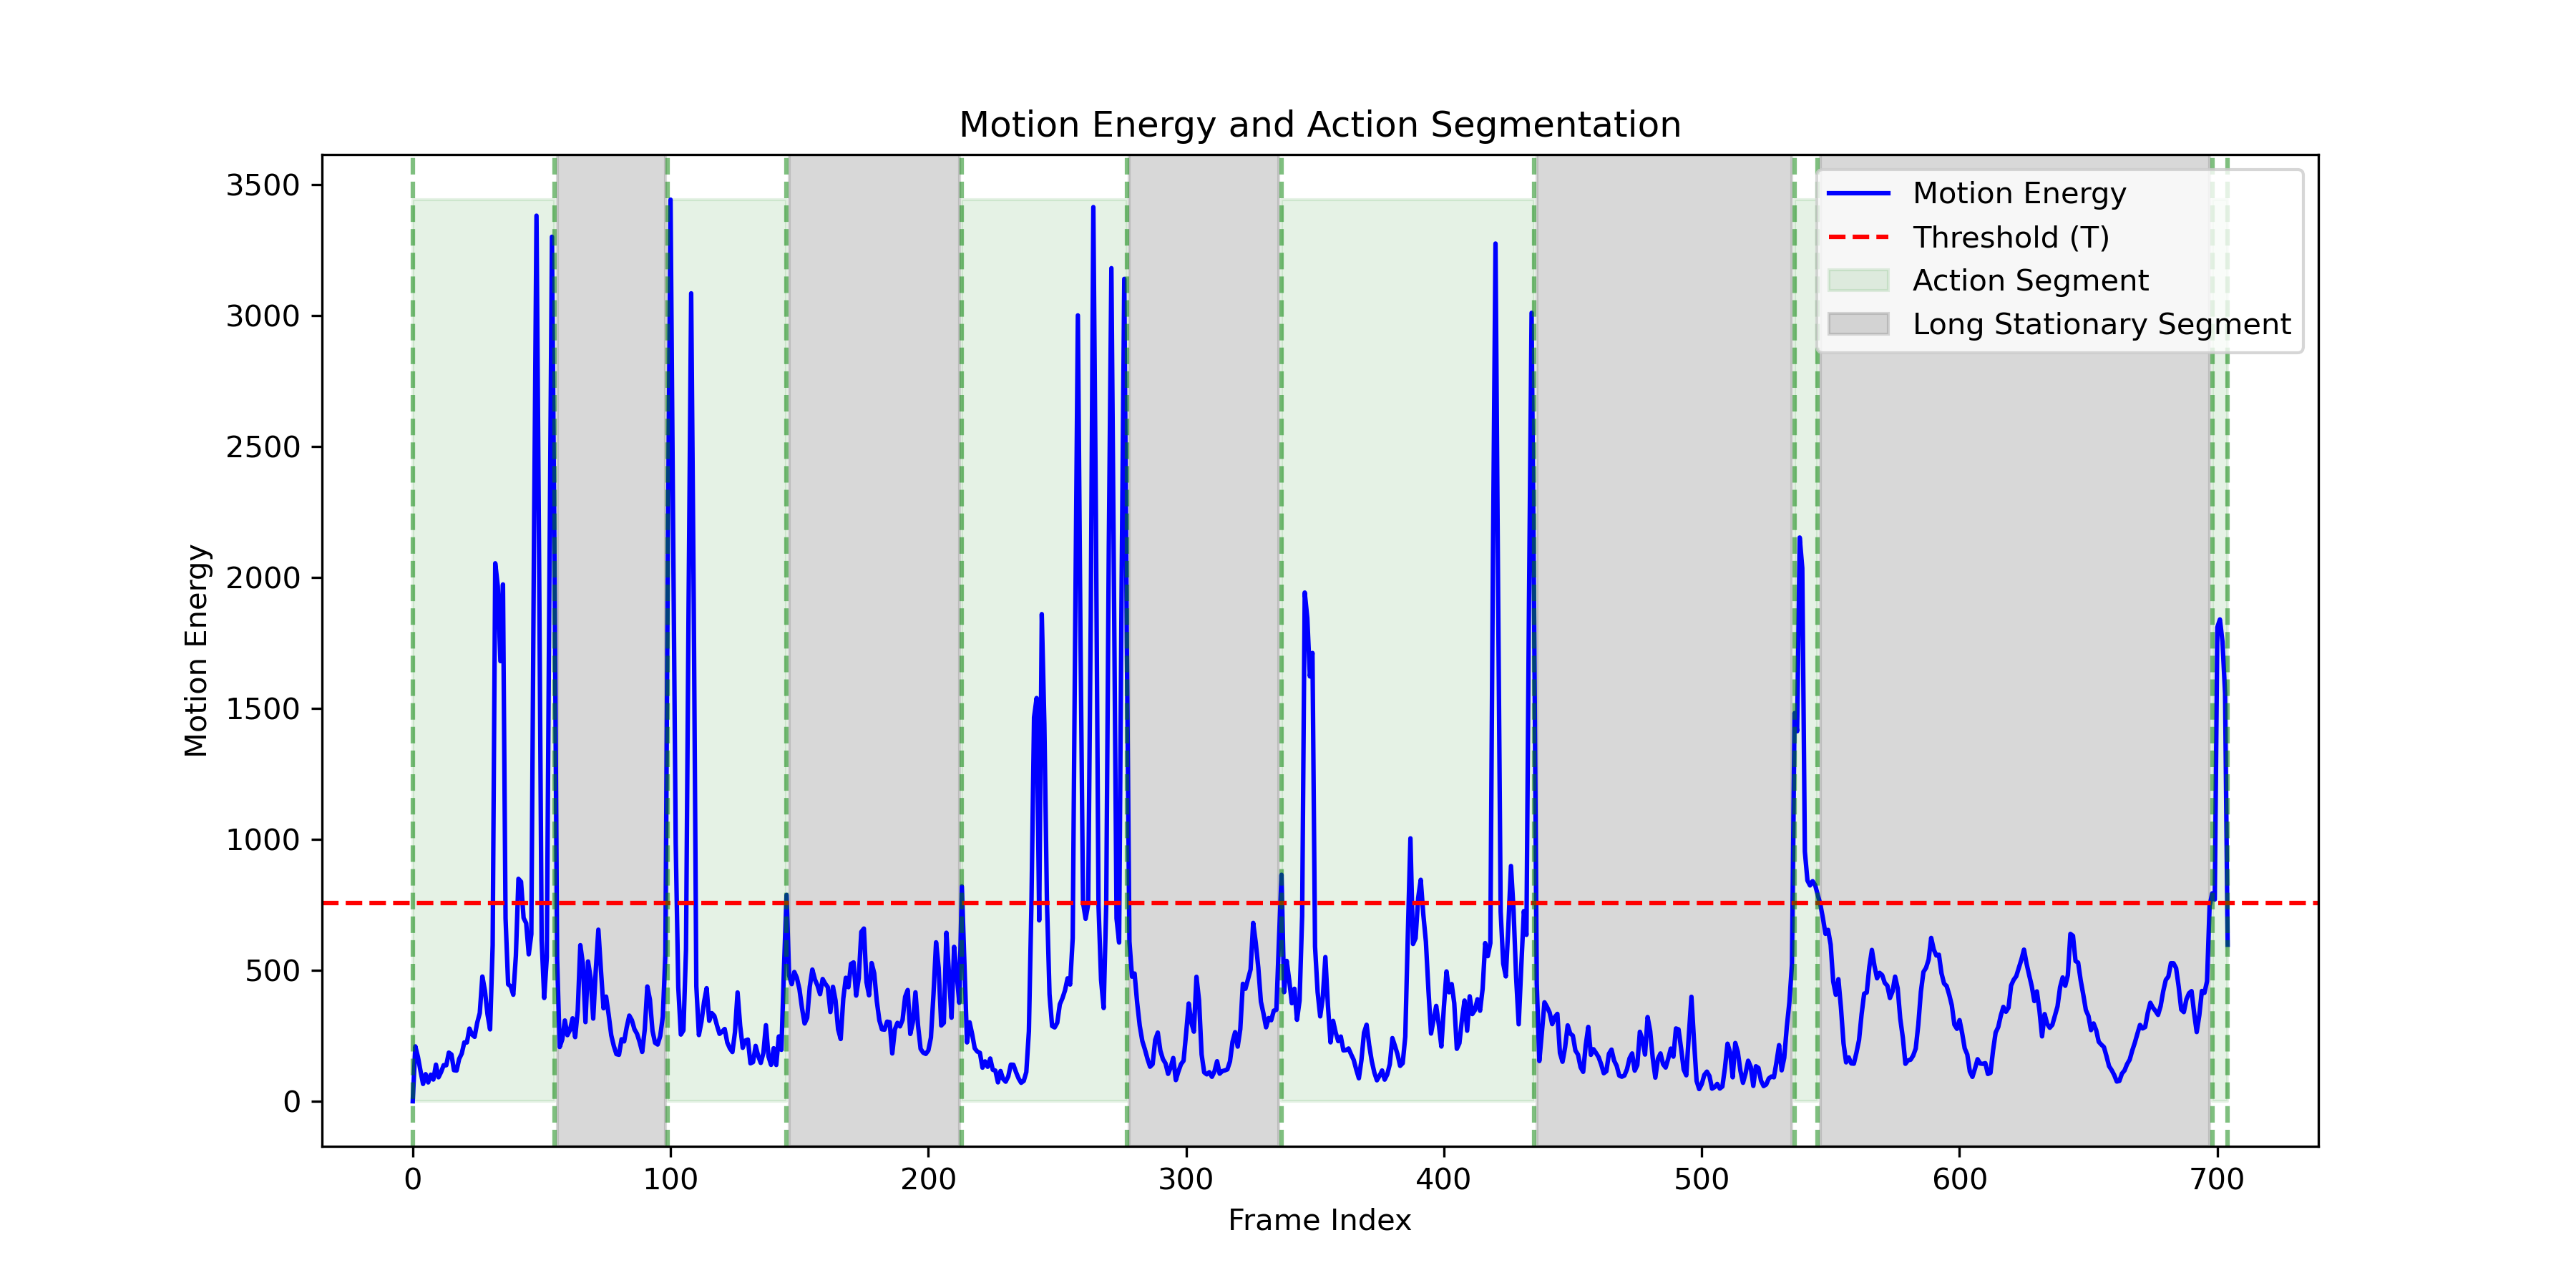 Motion Energy and Action Segmentation
Motion Energy
Threshold (T)
Action Segment
Long Stationary Segment
Motion Energy
3500
3000
2500
2000
1500
1000
500
0
0 100 200 300 400 500 600 700
Frame Index